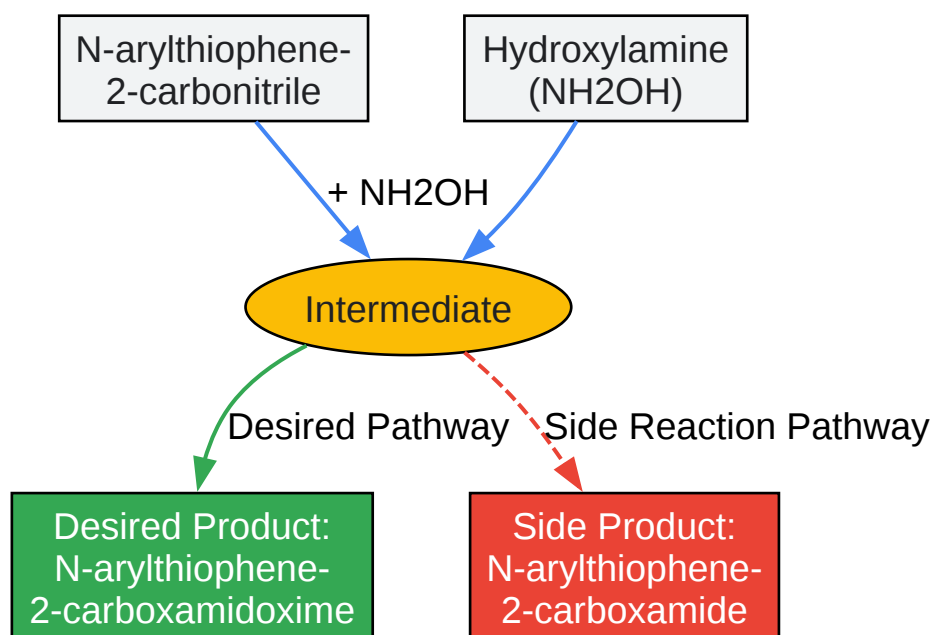 N-arylthiophene-
2-carbonitrile
Hydroxylamine
(NH2OH)
+ NH2OH
Intermediate
Desired Pathway
Side Reaction Pathway
Desired Product:
N-arylthiophene-
2-carboxamidoxime
Side Product:
N-arylthiophene-
2-carboxamide